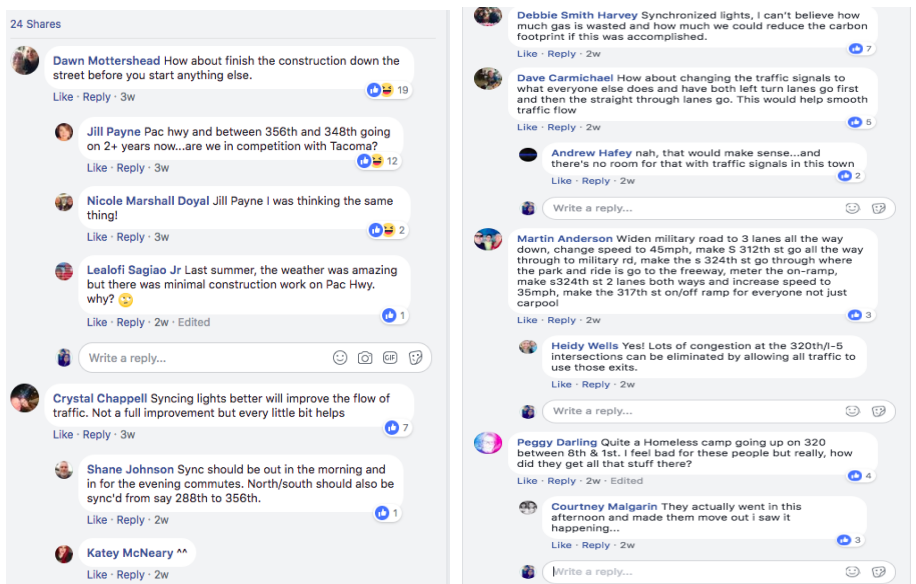 24 Shares
Dawn Mottershead How about finish the construction down the
street before you start anything else.
Like · Reply · 3w
19
Jill Payne Pac hwy and between 356th and 348th going
on 2+ years now...are we in competition with Tacoma?
Like · Reply · 3w
12
Nicole Marshall Doyal Jill Payne I was thinking the same
thing!
Like · Reply · 3w
2
Lealofi Sagiao Jr Last summer, the weather was amazing
but there was minimal construction work on Pac Hwy.
why? 🙄
Like · Reply · 2w · Edited
1
Write a reply...
GIF
Crystal Chappell Syncing lights better will improve the flow of
traffic. Not a full improvement but every little bit helps
Like · Reply · 3w
7
Shane Johnson Sync should be out in the morning and
in for the evening commutes. North/south should also be
sync'd from say 288th to 356th.
Like · Reply · 2w
1
Katey McNeary ^^
Like · Reply · 2w
Debbie Smith Harvey Synchronized lights, I can't believe how
much gas is wasted and how much we could reduce the carbon
footprint if this was accomplished.
Like · Reply · 2w
7
Dave Carmichael How about changing the traffic signals to
what everyone else does and have both left turn lanes go first
and then the straight through lanes go. This would help smooth
traffic flow
Like · Reply · 2w
5
Andrew Hafey nah, that would make sense...and
there's no room for that with traffic signals in this town
Like · Reply · 2w
2
Write a reply...
Martin Anderson Widen military road to 3 lanes all the way
down, change speed to 45mph, make S 312th st go all the way
through to military rd, make the s 324th st go through where
the park and ride is go to the freeway, meter the on-ramp,
make s324th st 2 lanes both ways and increase speed to
35mph, make the 317th st on/off ramp for everyone not just
carpool
Like · Reply · 2w
3
Heidy Wells Yes! Lots of congestion at the 320th/I-5
intersections can be eliminated by allowing all traffic to
use those exits.
Like · Reply · 2w
Write a reply...
Peggy Darling Quite a Homeless camp going up on 320
between 8th & 1st. I feel bad for these people but really, how
did they get all that stuff there?
Like · Reply · 2w · Edited
4
Courtney Malgarin They actually went in this
afternoon and made them move out i saw it
happening...
Like · Reply · 2w
3
Write a reply...